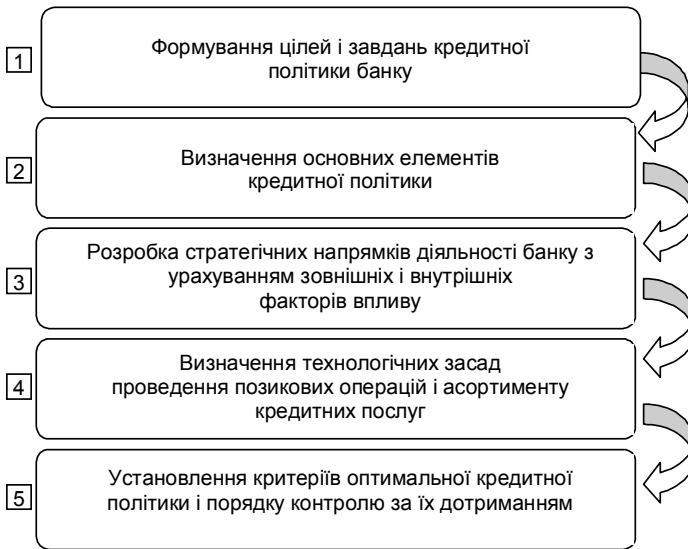 1
Формування цілей і завдань кредитної
політики банку
2
Визначення основних елементів
кредитної політики
3
Розробка стратегічних напрямків діяльності банку з
урахуванням зовнішніх і внутрішніх
факторів впливу
4
Визначення технологічних засад
проведення позикових операцій і асортименту
кредитних послуг
5
Установлення критеріїв оптимальної кредитної
політики і порядку контролю за їх дотриманням